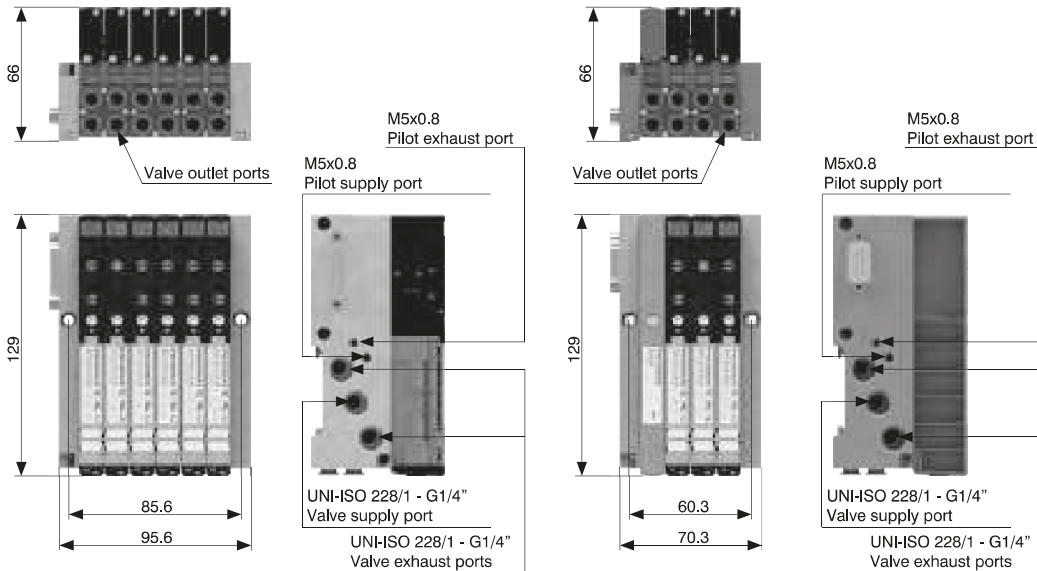 66
Valve outlet ports
M5x0.8
Pilot exhaust port
M5x0.8
Pilot supply port
129
85.6
95.6
UNI-ISO 228/1 - G1/4”
Valve supply port
UNI-ISO 228/1 - G1/4”
Valve exhaust ports
66
Valve outlet ports
M5x0.8
Pilot exhaust port
M5x0.8
Pilot supply port
129
60.3
70.3
UNI-ISO 228/1 - G1/4”
Valve supply port
UNI-ISO 228/1 - G1/4”
Valve exhaust ports